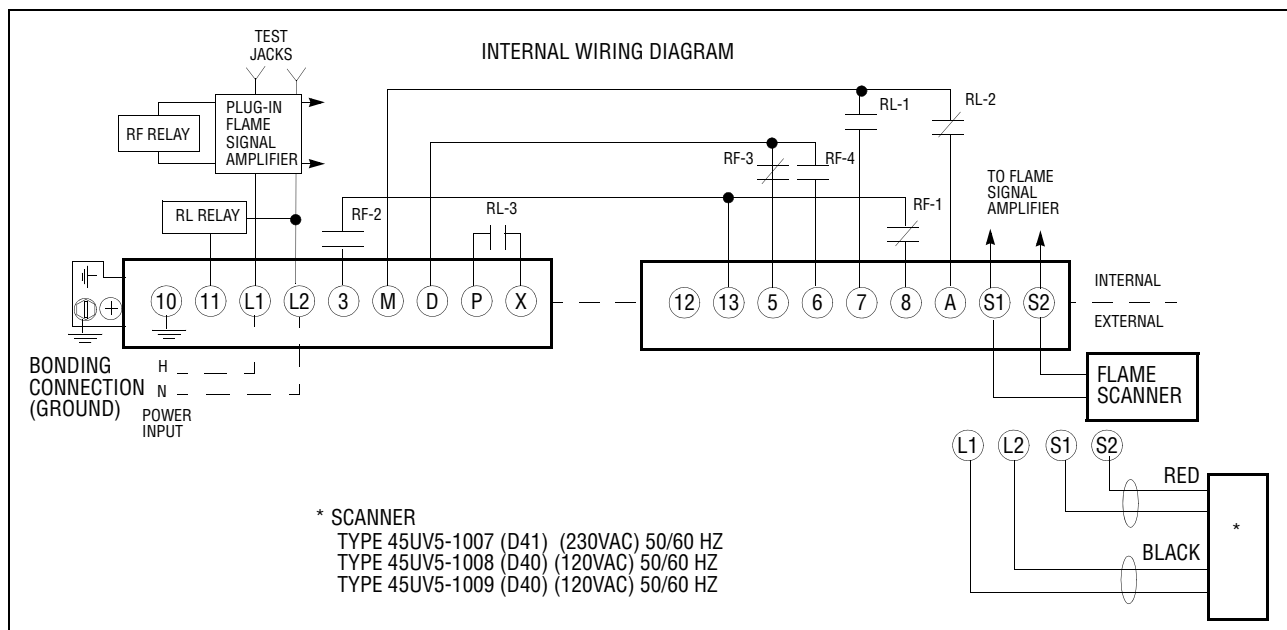 TEST
JACKS
INTERNAL WIRING DIAGRAM
PLUG-IN
FLAME
SIGNAL
AMPLIFIER
RF RELAY
RL-1
RL-2
RF-3
RF-4
TO FLAME
SIGNAL
AMPLIFIER
RL RELAY
RF-2
RL-3
RF-1
10 11 L1 L2 3 M D P X
12 13 5 6 7 8 A S1 S2
INTERNAL
EXTERNAL
BONDING
CONNECTION
(GROUND)
H
N
POWER
INPUT
FLAME
SCANNER
L1 L2 S1 S2
RED
BLACK
*
* SCANNER
TYPE 45UV5-1007 (D41) (230VAC) 50/60 HZ
TYPE 45UV5-1008 (D40) (120VAC) 50/60 HZ
TYPE 45UV5-1009 (D40) (120VAC) 50/60 HZ